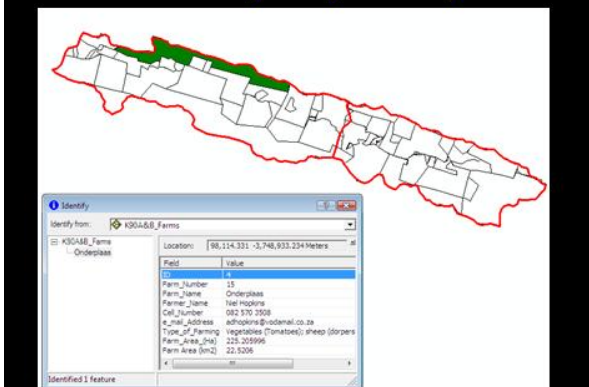 Identify
Identify from: K90A&B_Farms
K90A&B_Farms
Onderplaas
Location: 98,114.331 -3,748,933.234 Meters
Field Value
ID 4
Farm_Number 15
Farm_Name Onderplaas
Farmer_Name Niel Hopkins
Cell_Number 082 570 3508
e_mail_Address adhopkins@vodamail.co.za
Type_of_Farming Vegetables (Tomatoes); sheep (dorpers
Farm_Area_(Ha) 225.205996
Farm Area (km2) 22.5206
Identified 1 feature